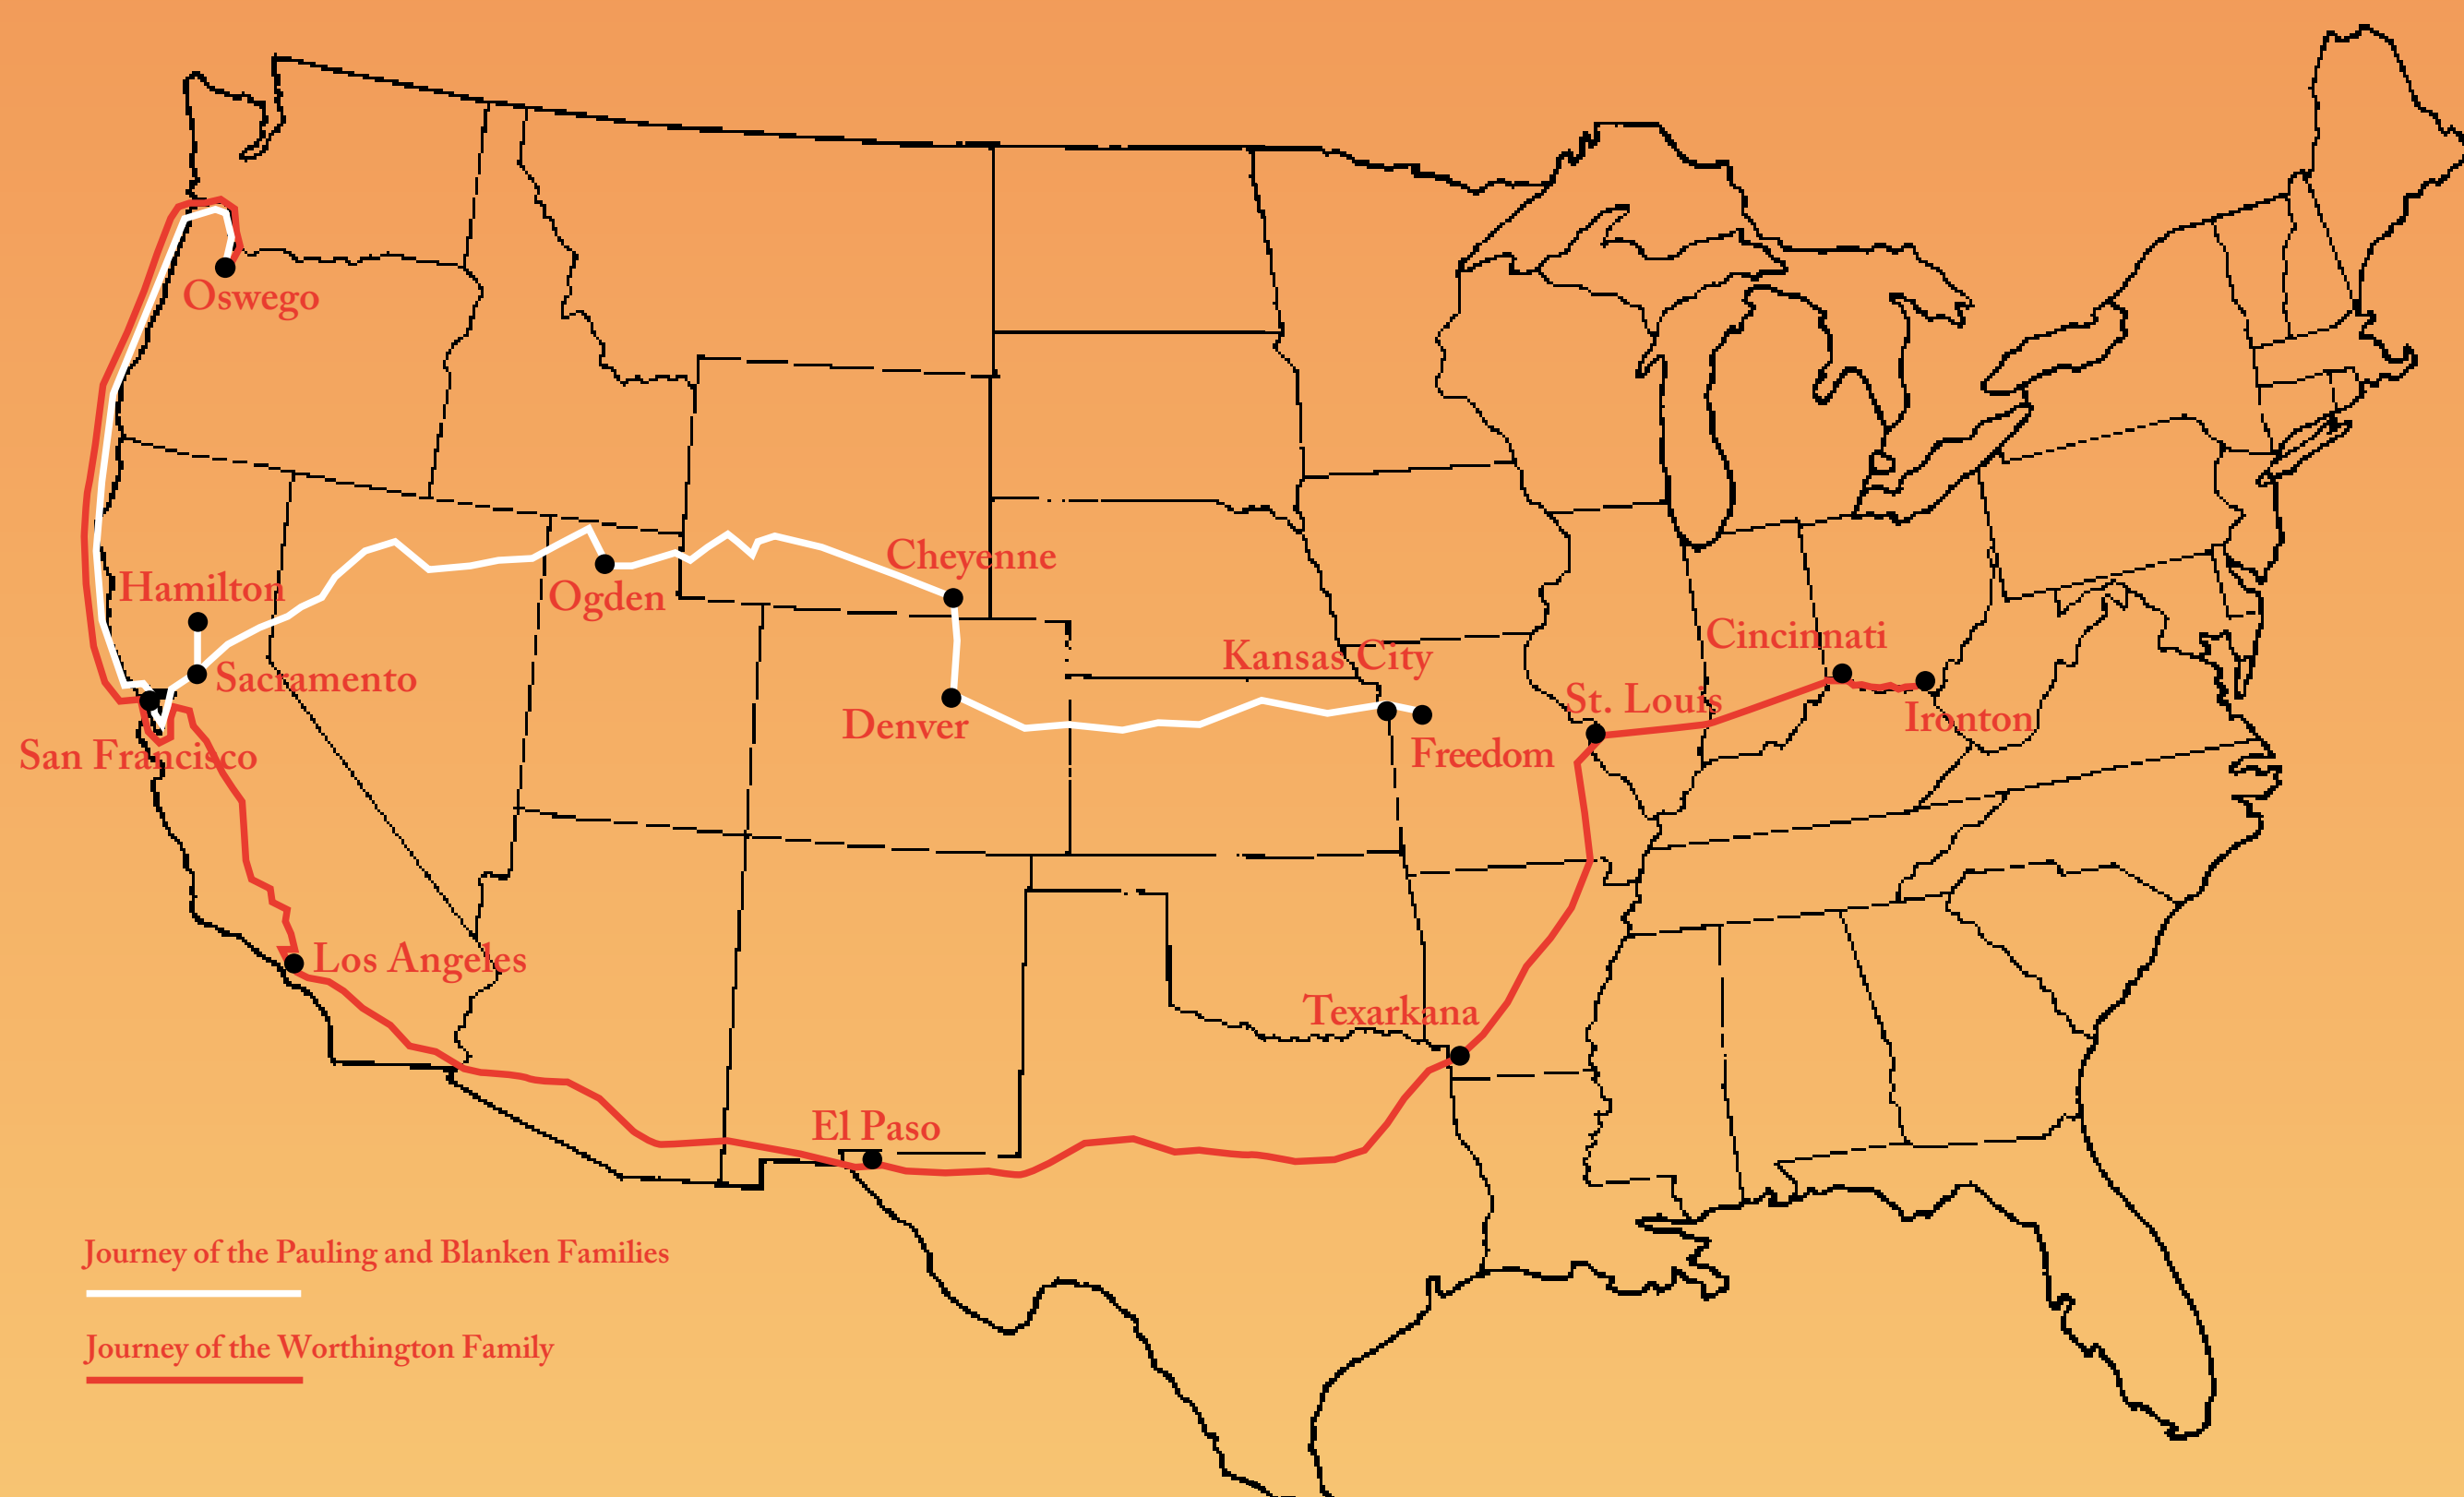 Oswego
Cheyenne
Hamilton
Ogden
Cincinnati
Kansas City
Sacramento
St. Louis
Denver
Ironton
San Francisco
Freedom
Los Angeles
Texarkana
El Paso
Journey of the Pauling and Blanken Families
Journey of the Worthington Family